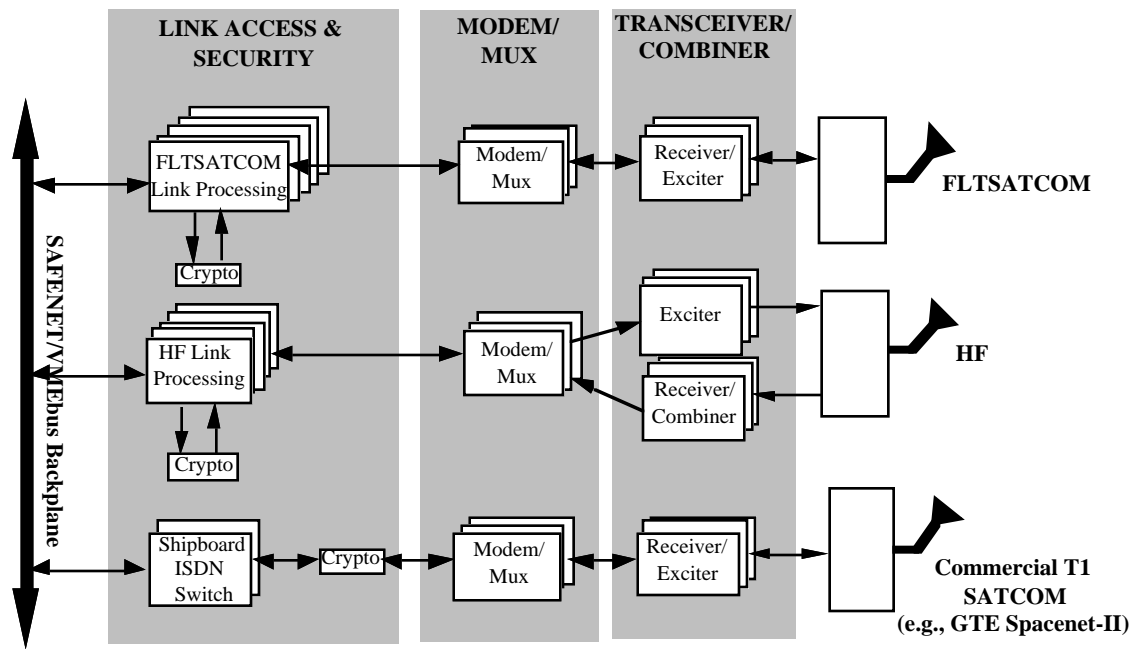 LINK ACCESS &
SECURITY
MODEM/
MUX
TRANSCEIVER/
COMBINER
SAFENET/VMEbus Backplane
FLTSATCOM
Link Processing
Crypto
Modem/
Mux
Receiver/
Exciter
FLTSATCOM
HF Link
Processing
Crypto
Modem/
Mux
Exciter
Receiver/
Combiner
HF
Shipboard
ISDN
Switch
Crypto
Modem/
Mux
Receiver/
Exciter
Commercial T1
SATCOM
(e.g., GTE Spacenet-II)